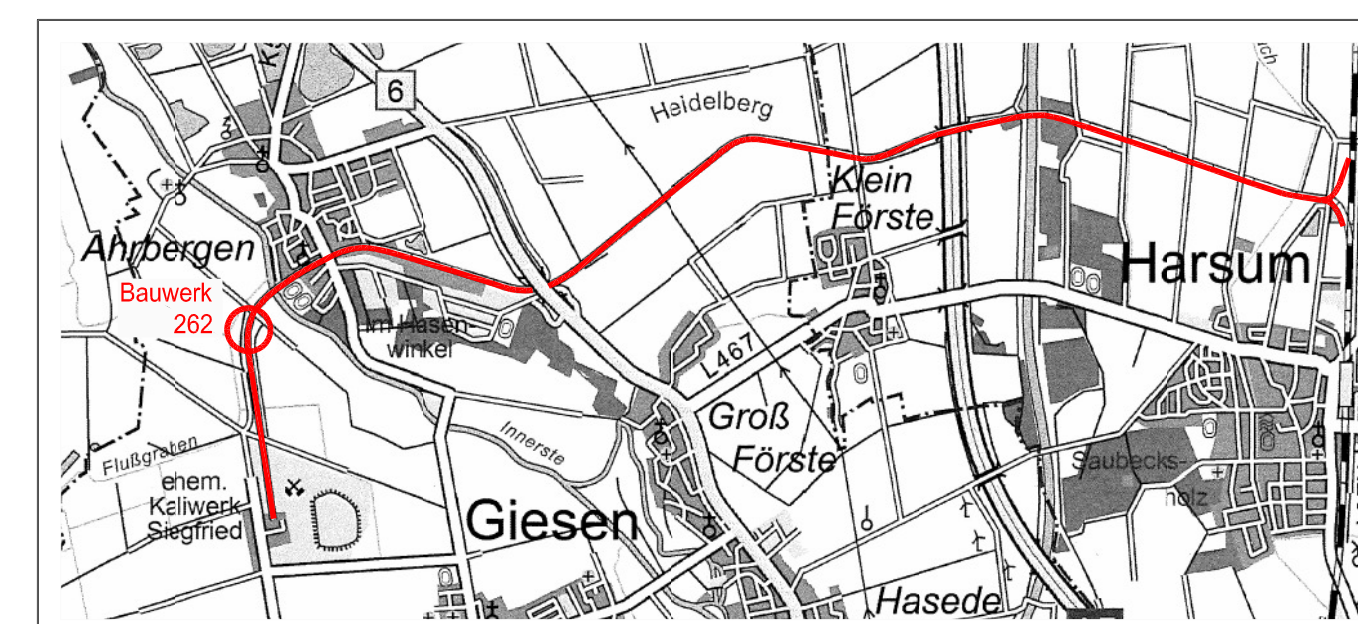 6
Heidelberg
Klein
Förste
Ahrbergen
Harsum
Bauwerk
262
im Hasen-
winkel
L467
Groß
Förste
Innerste
Flußgraben
ehem.
Kaliwerk
Siegfried
Giesen
Saubecks-
holz
Hasede